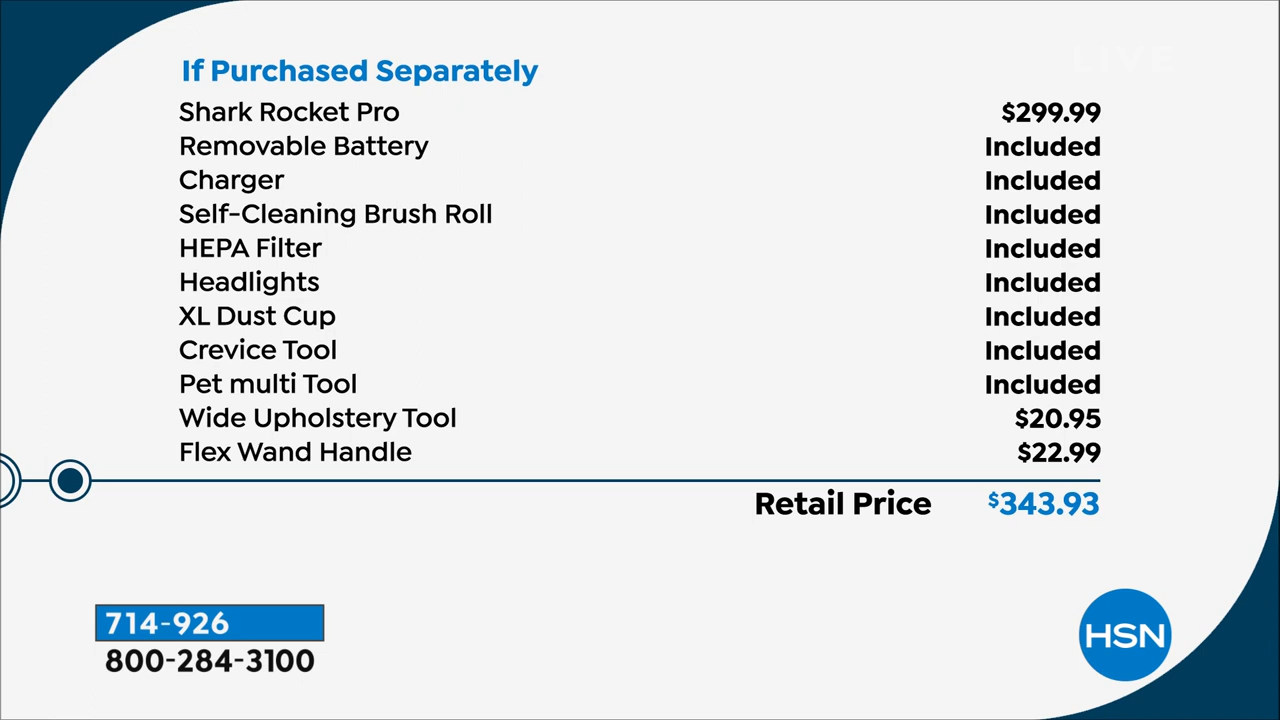 LIVE
If Purchased Separately
Shark Rocket Pro $299.99
Removable Battery Included
Charger Included
Self-Cleaning Brush Roll Included
HEPA Filter Included
Headlights Included
XL Dust Cup Included
Crevice Tool Included
Pet multi Tool Included
Wide Upholstery Tool $20.95
Flex Wand Handle $22.99
Retail Price $343.93
714-926
800-284-3100
HSN